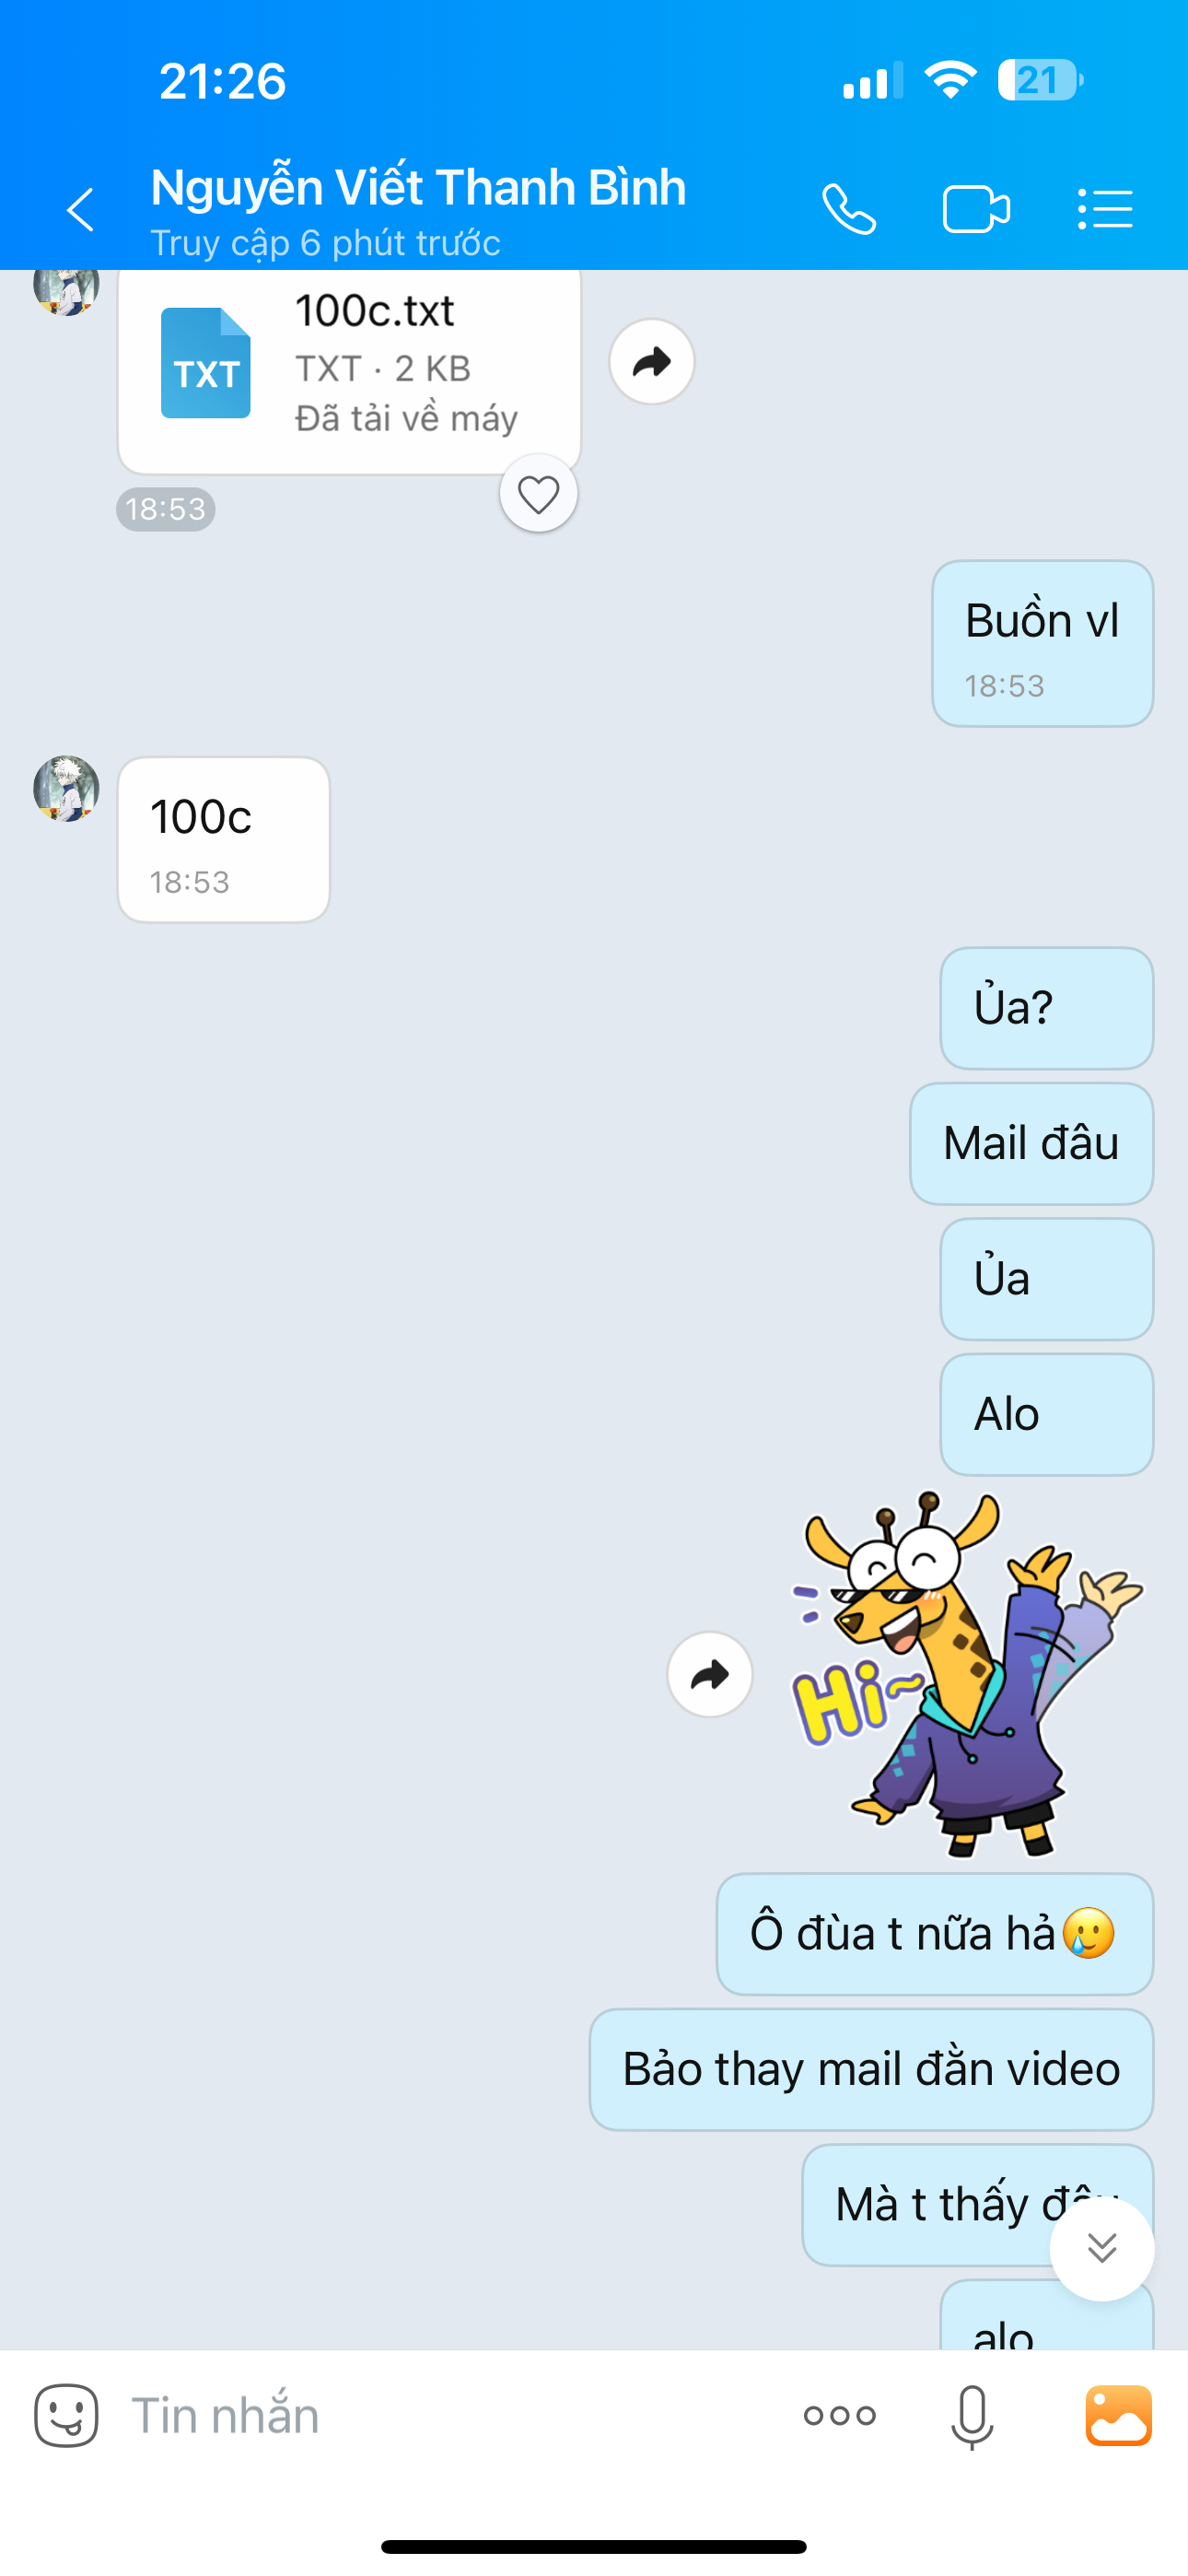 21:26
21
Nguyễn Viết Thanh Bình
Truy cập 6 phút trước
100c.txt
TXT
TXT · 2 KB
Đã tải về máy
18:53
Buồn vl
18:53
100c
18:53
Ủa?
Mail đâu
Ủa
Alo
Hi~
Ô đùa t nữa hả🥲
Bảo thay mail đằn video
Mà t thấy đâu
alo
Tin nhắn